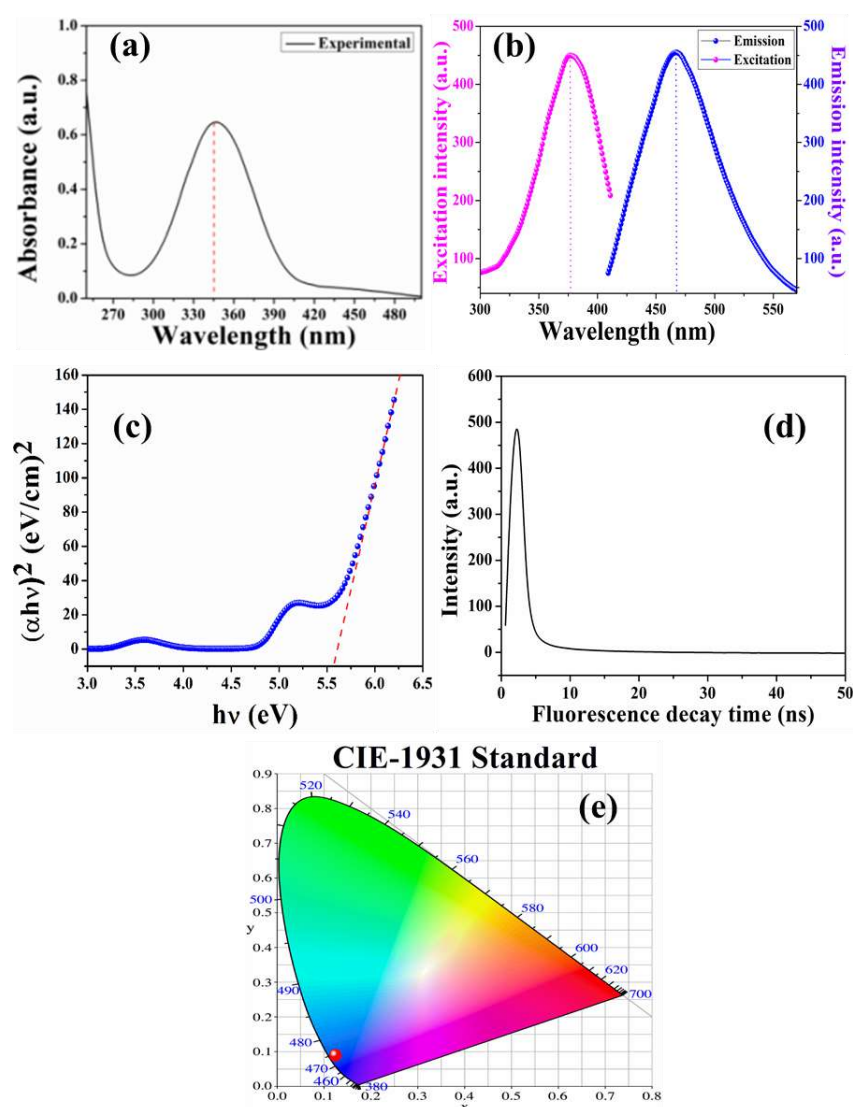 (a)
Experimental
Absorbance (a.u.)
1.0
0.8
0.6
0.4
0.2
0.0
270 300 330 360 390 420 450 480
Wavelength (nm)
(b)
Emission
Excitation
Excitation intensity (a.u.)
500
400
300
200
100
Emission intensity (a.u.)
500
450
400
350
300
250
200
150
100
50
300 350 400 450 500 550
Wavelength (nm)
(c)
(αhν)² (eV/cm)²
160
140
120
100
80
60
40
20
0
3.0 3.5 4.0 4.5 5.0 5.5 6.0 6.5
hν (eV)
(d)
Intensity (a.u.)
600
500
400
300
200
100
0
0 10 20 30 40 50
Fluorescence decay time (ns)
CIE-1931 Standard
(e)
0.9
0.8
0.7
0.6
0.5
0.4
0.3
0.2
0.1
0.0
y
520
540
560
580
600
620
700
500
490
480
470
460
380
0.0 0.1 0.2 0.3 0.4 0.5 0.6 0.7 0.8
x